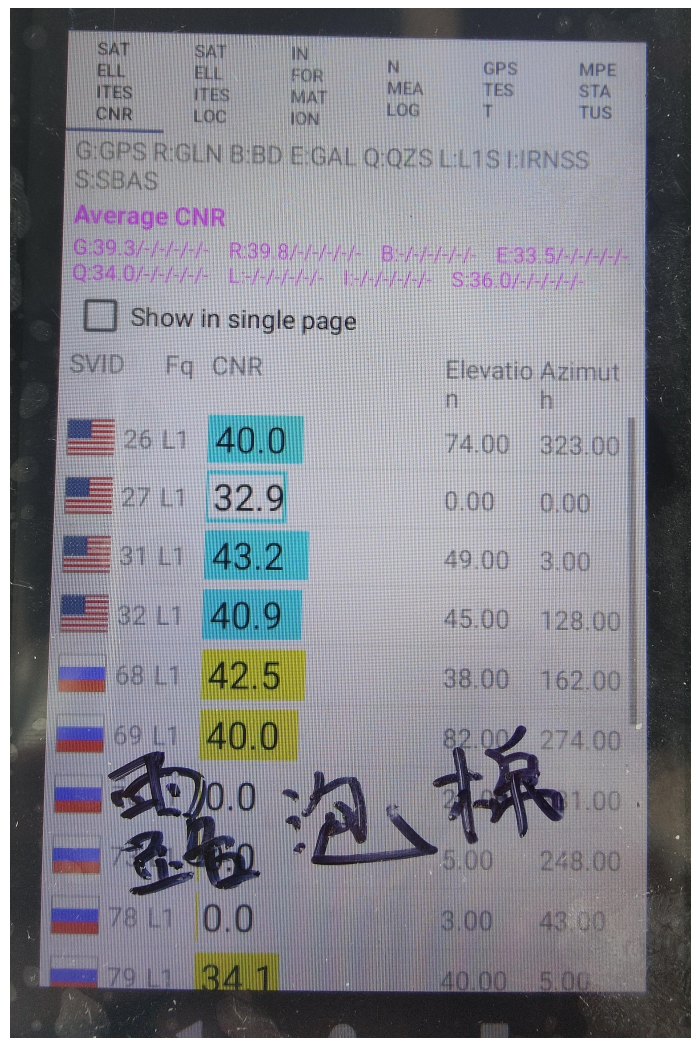 SAT
ELL
ITES
CNR
SAT
ELL
ITES
LOC
IN
FOR
MAT
ION
N
MEA
LOG
GPS
TES
T
MPE
STA
TUS
G:GPS R:GLN B:BD E:GAL Q:QZS L:L1S I:IRNSS
S:SBAS
Average CNR
G:39.3/-/-/-/-/- R:39.8/-/-/-/-/- B:-/-/-/-/-/- E:33.5/-/-/-/-/-
Q:34.0/-/-/-/-/- L:-/-/-/-/-/- I:-/-/-/-/-/- S:36.0/-/-/-/-/-
Show in single page
SVID Fq CNR Elevatio Azimut
n h
26 L1 40.0 74.00 323.00
27 L1 32.9 0.00 0.00
31 L1 43.2 49.00 3.00
32 L1 40.9 45.00 128.00
68 L1 42.5 38.00 162.00
69 L1 40.0 82.00 274.00
0.0
5.00 248.00
泡 板
78 L1 0.0 3.00 43.00
79 L1 34.1 40.00 5.00